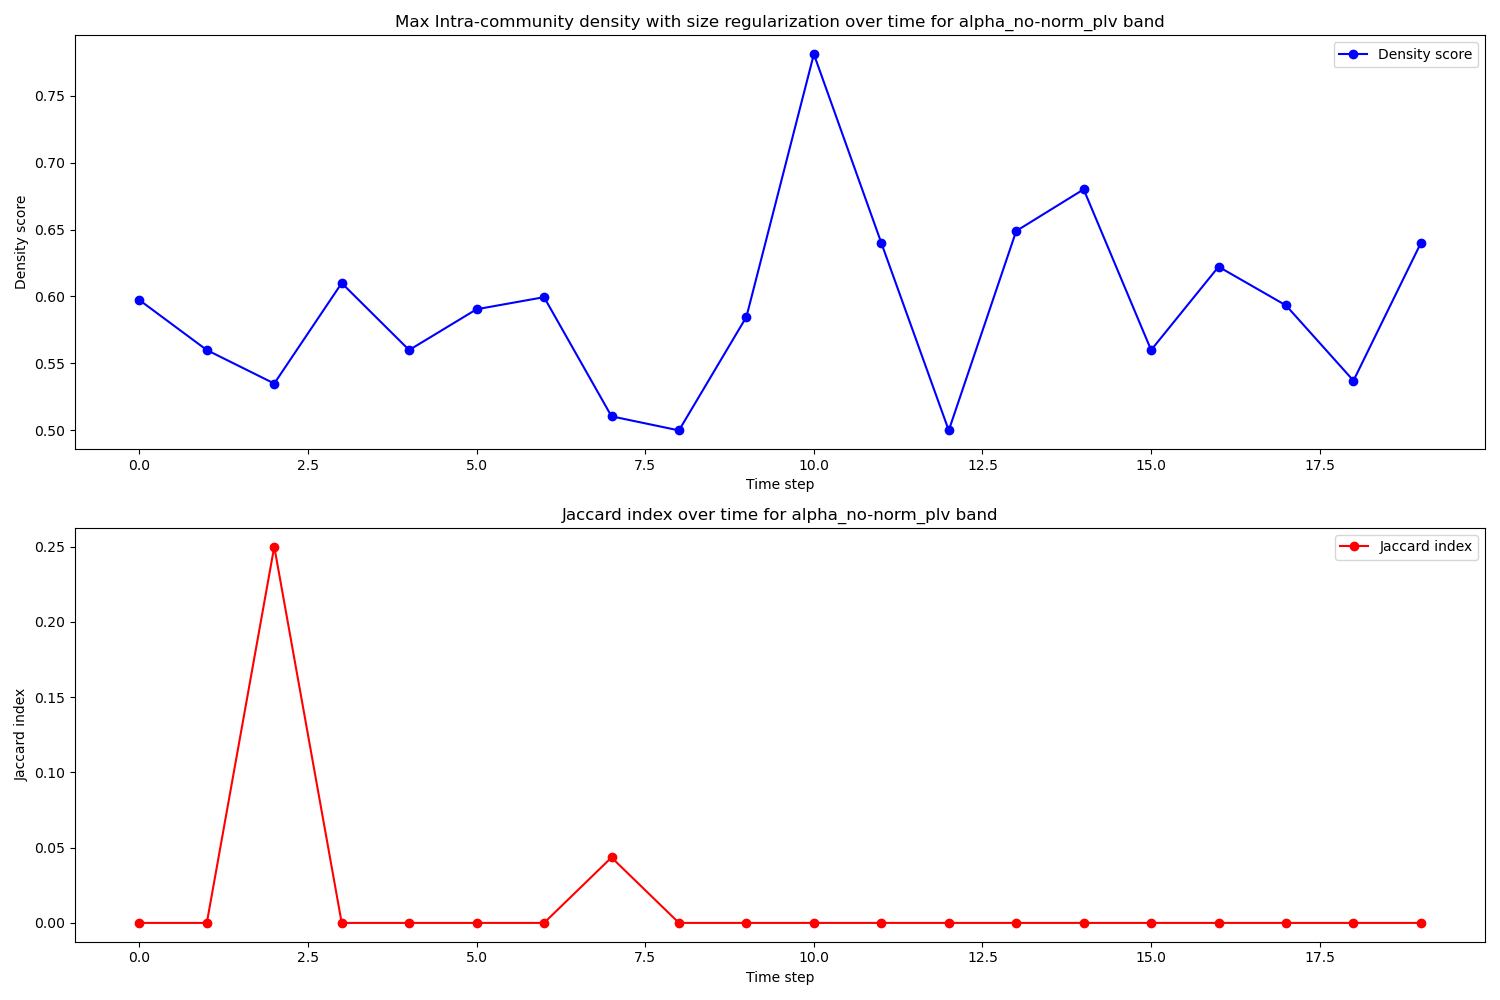 Max Intra-community density with size regularization over time for alpha_no-norm_plv band
Density score
0.75
0.70
0.65
0.60
0.55
0.50
Density score
0.0 2.5 5.0 7.5 10.0 12.5 15.0 17.5
Time step
Jaccard index over time for alpha_no-norm_plv band
Jaccard index
0.25
0.20
0.15
0.10
0.05
0.00
Jaccard index
0.0 2.5 5.0 7.5 10.0 12.5 15.0 17.5
Time step